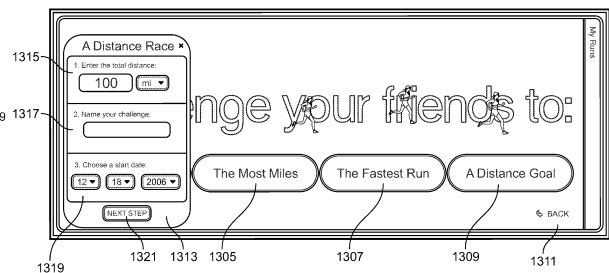 A Distance Race ×
1315
1. Enter the total distance:
100 mi
1317
9
2. Name your challenge:
3. Choose a start date:
12 18 2006
NEXT STEP
nge your friends to:
The Most Miles
The Fastest Run
A Distance Goal
BACK
My Runs
1319
1321
1313
1305
1307
1309
1311